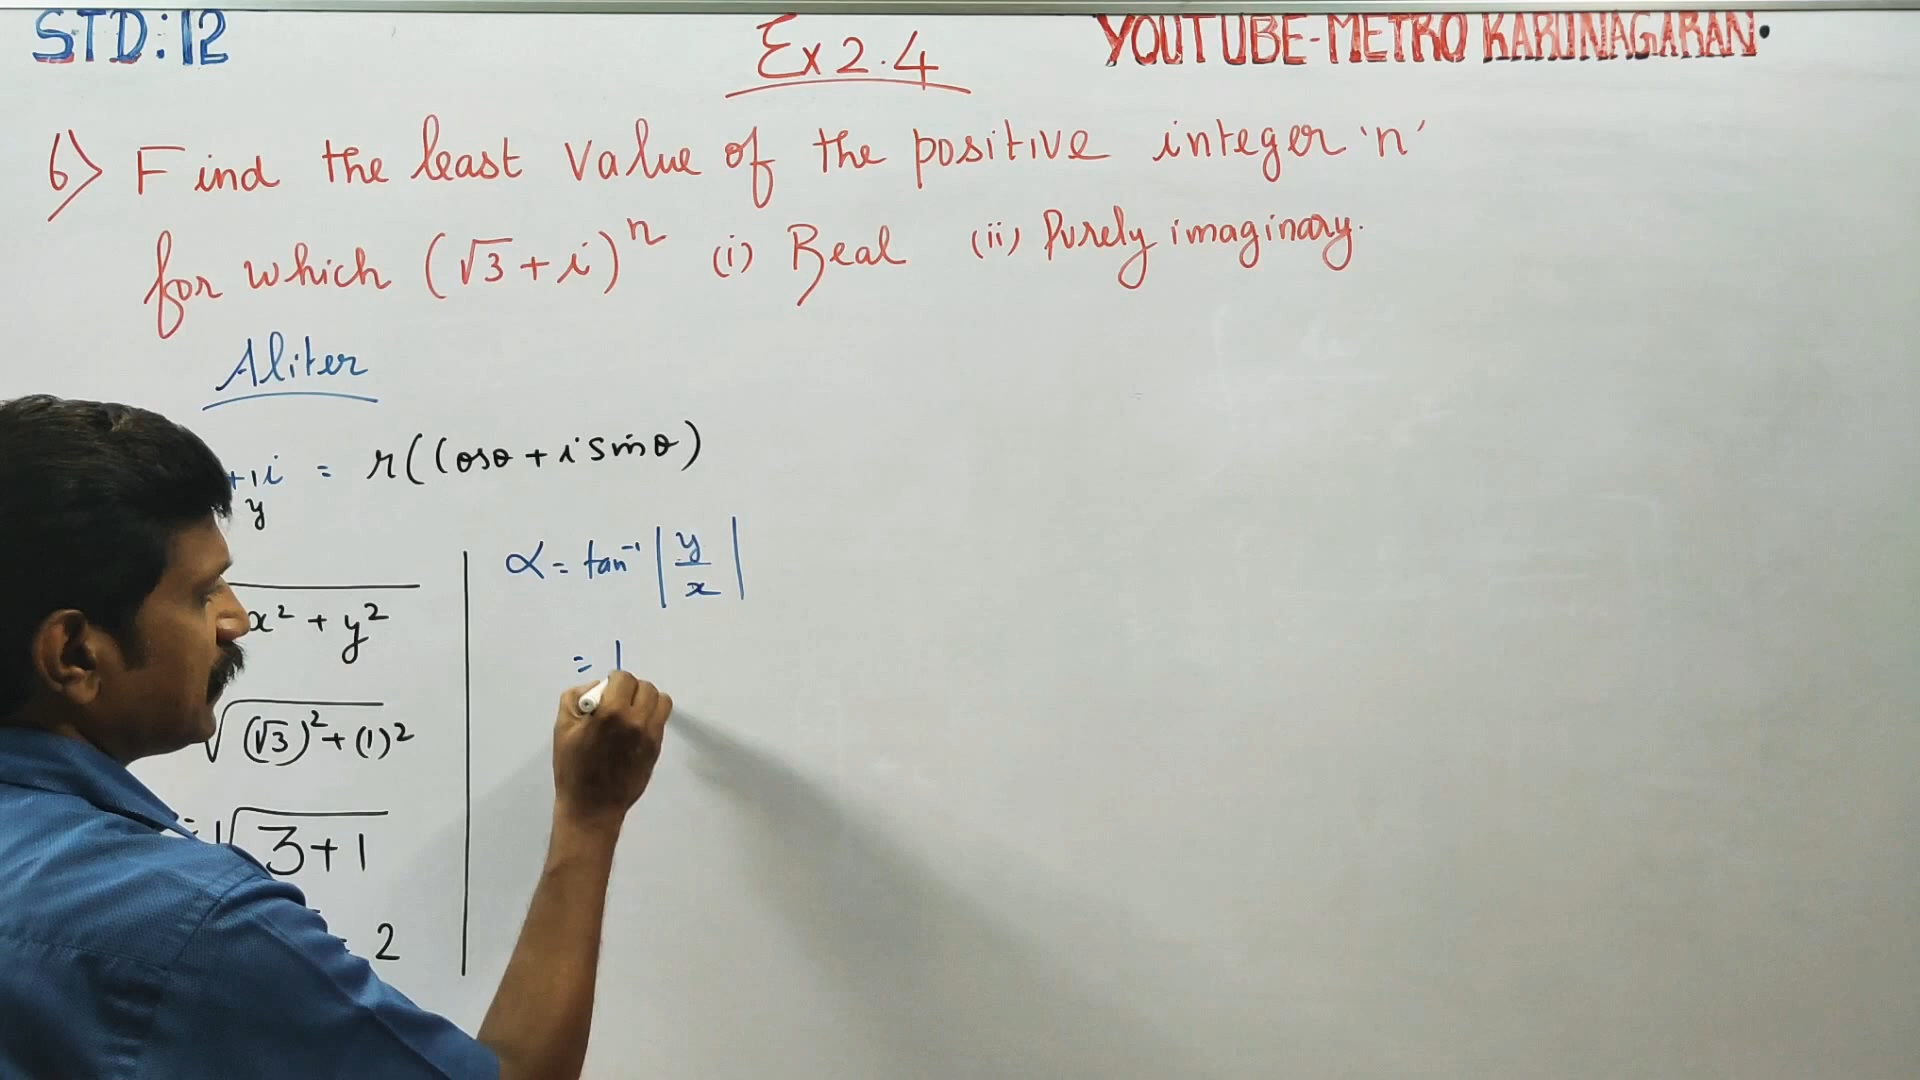 STD:12
Ex 2.4
YOUTUBE-METRO KARUNAGARAN.
6) Find the least value of the positive integer 'n'
for which (√3+i)^n (i) Real (ii) Purely imaginary.
Aliter
+1i = r(Cosθ + i Sinθ)
y
x² + y²
√(√3)²+(1)²
=√3+1
2
α = tan⁻¹ |y/x|
=